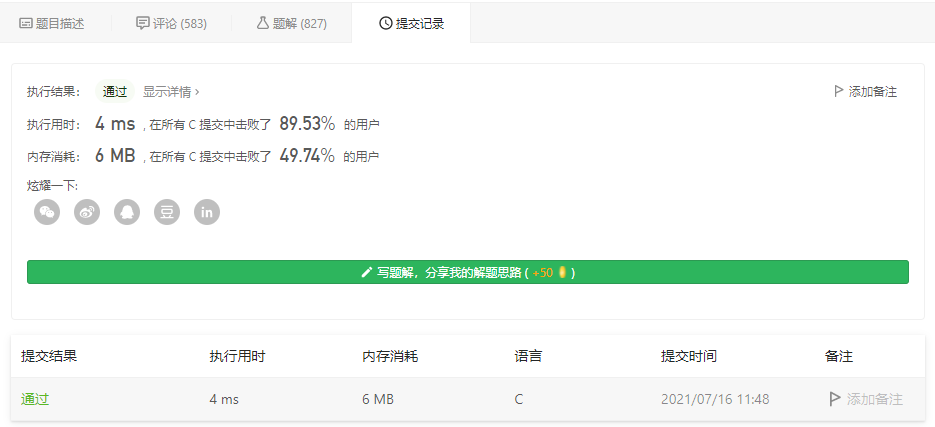 题目描述 评论 (583) 题解 (827) 提交记录
执行结果： 通过 显示详情 › 添加备注
执行用时： 4 ms , 在所有 C 提交中击败了 89.53% 的用户
内存消耗： 6 MB , 在所有 C 提交中击败了 49.74% 的用户
炫耀一下:
豆 in
写题解，分享我的解题思路 ( +50 )
提交结果 执行用时 内存消耗 语言 提交时间 备注
通过 4 ms 6 MB C 2021/07/16 11:48 添加备注